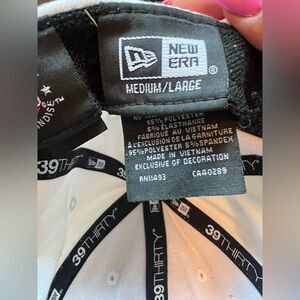 NEW
ERA®
MEDIUM/LARGE
95% POLYESTER
5% ELASTHANNE
FABRIQUÉ AU VIETNAM
À L'EXCLUSION DE LA GARNITURE
95%POLYESTER 5%SPANDEX
MADE IN VIETNAM
EXCLUSIVE OF DECORATION
RN11493 CA40289
39THIRTY
39THIRTY
39THIRTY
39THIRTY